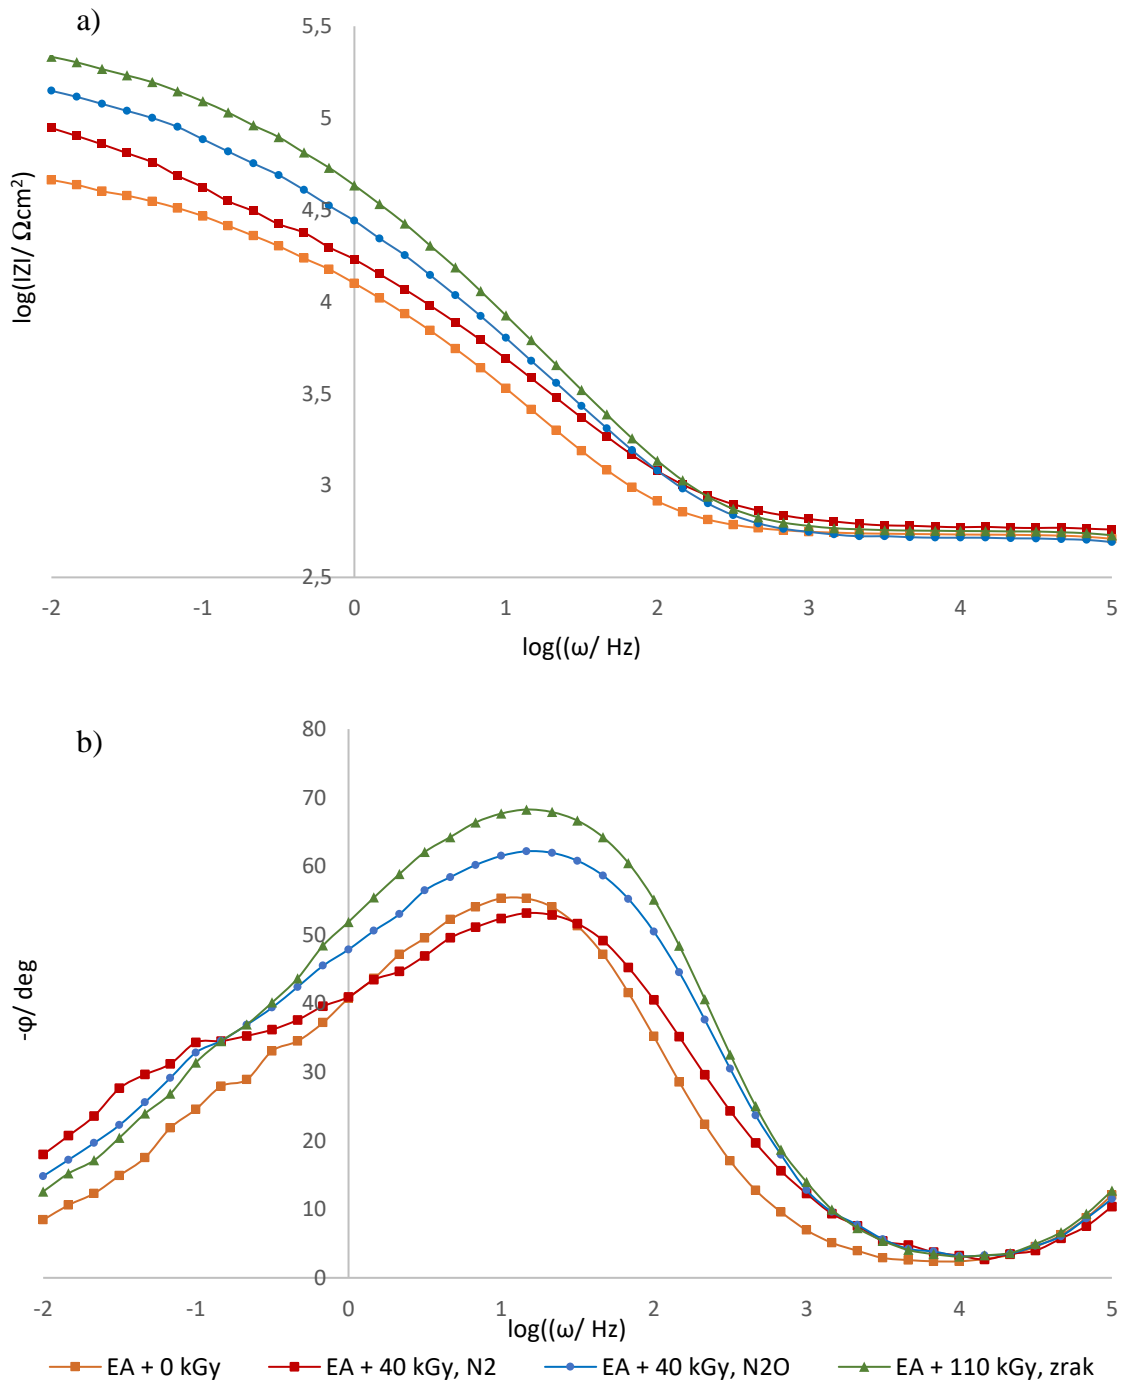 a)
5,5
5
4,5
4
3,5
3
2,5
log(IZI/ Ωcm²)
-2 -1 0 1 2 3 4 5
log((ω/ Hz)
b)
80
70
60
50
40
30
20
10
0
-φ/ deg
-2 -1 0 1 2 3 4 5
log((ω/ Hz)
EA + 0 kGy EA + 40 kGy, N2 EA + 40 kGy, N2O EA + 110 kGy, zrak